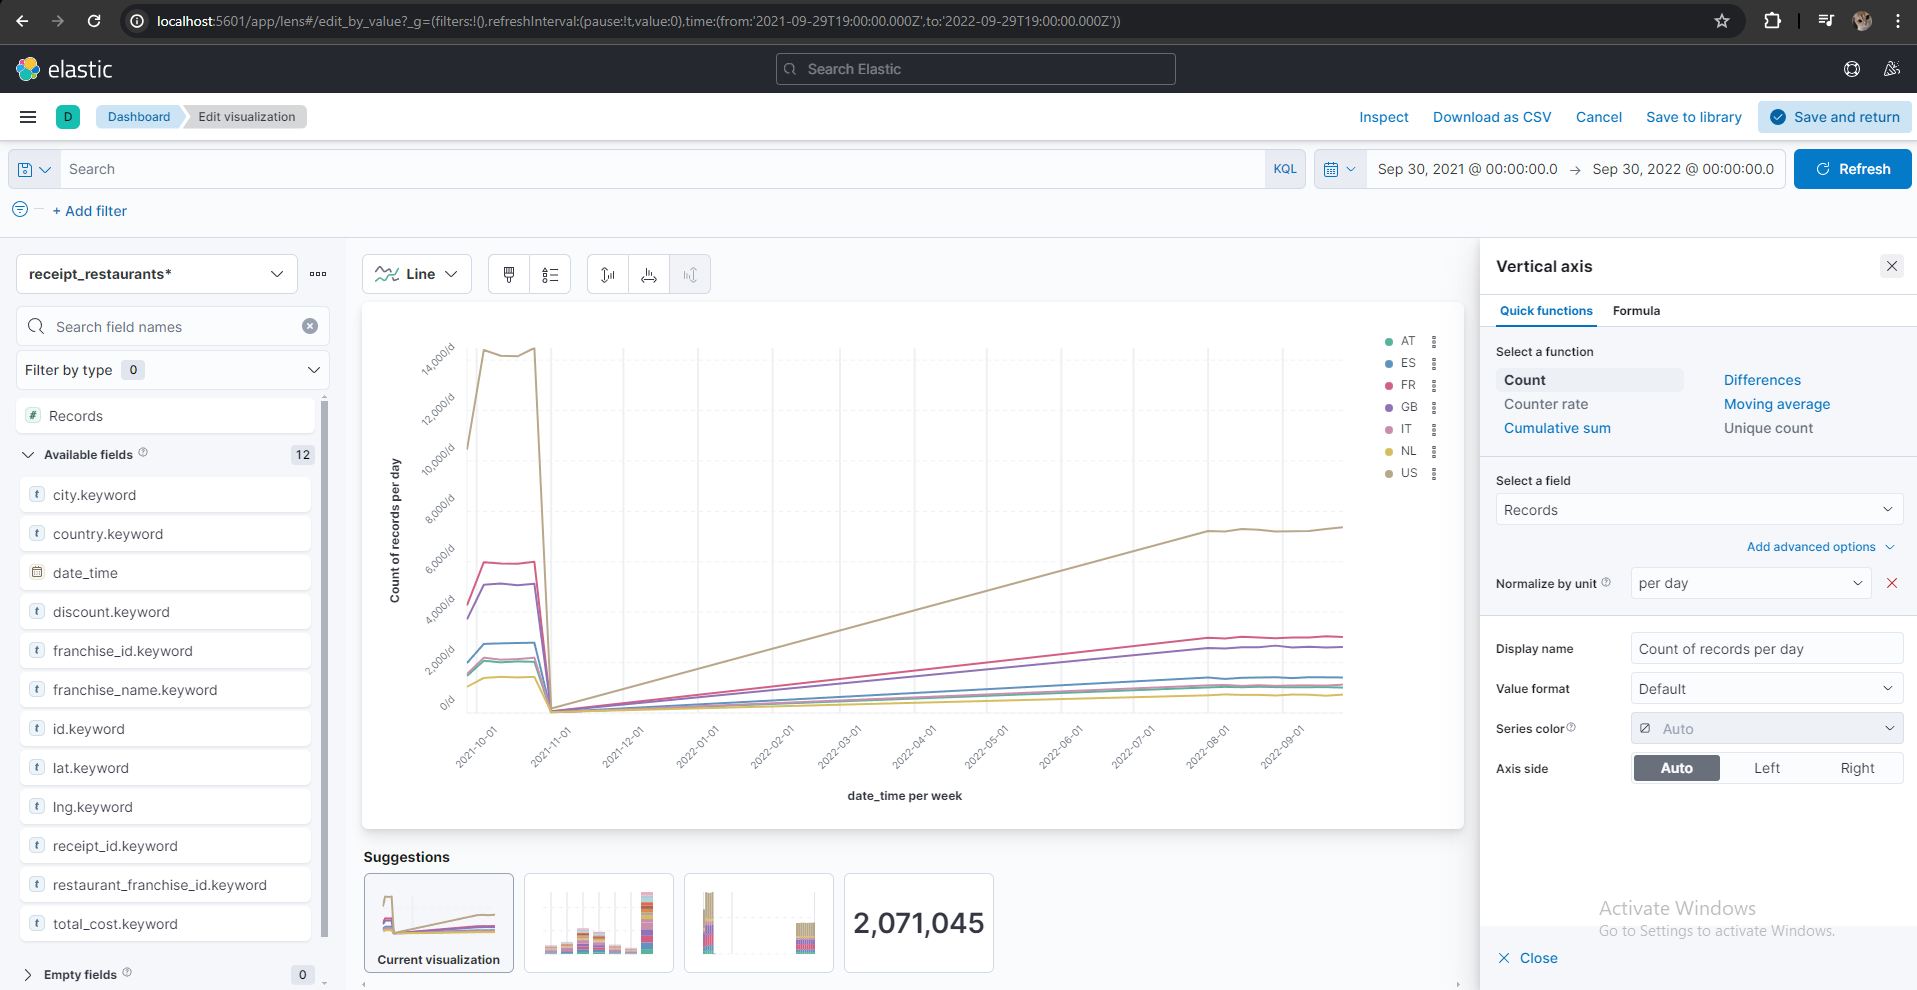 localhost:5601/app/lens#/edit_by_value?_g=(filters:!(),refreshInterval:(pause:!t,value:0),time:(from:'2021-09-29T19:00:00.000Z',to:'2022-09-29T19:00:00.000Z'))
elastic
Search Elastic
D
Dashboard
Edit visualization
Inspect
Download as CSV
Cancel
Save to library
Save and return
Search
KQL
Sep 30, 2021 @ 00:00:00.0
→
Sep 30, 2022 @ 00:00:00.0
Refresh
+ Add filter
receipt_restaurants*
Search field names
Filter by type 0
# Records
Available fields 12
t city.keyword
t country.keyword
date_time
t discount.keyword
t franchise_id.keyword
t franchise_name.keyword
t id.keyword
t lat.keyword
t lng.keyword
t receipt_id.keyword
t restaurant_franchise_id.keyword
t total_cost.keyword
Empty fields 0
Line
Count of records per day
14,000/d
12,000/d
10,000/d
8,000/d
6,000/d
4,000/d
2,000/d
0/d
2021-10-01
2021-11-01
2021-12-01
2022-01-01
2022-02-01
2022-03-01
2022-04-01
2022-05-01
2022-06-01
2022-07-01
2022-08-01
2022-09-01
date_time per week
AT
ES
FR
GB
IT
NL
US
Suggestions
Current visualization
2,071,045
Vertical axis
Quick functions
Formula
Select a function
Count
Differences
Counter rate
Moving average
Cumulative sum
Unique count
Select a field
Records
Add advanced options
Normalize by unit
per day
Display name
Count of records per day
Value format
Default
Series color
Auto
Axis side
Auto
Left
Right
Activate Windows
Go to Settings to activate Windows.
Close